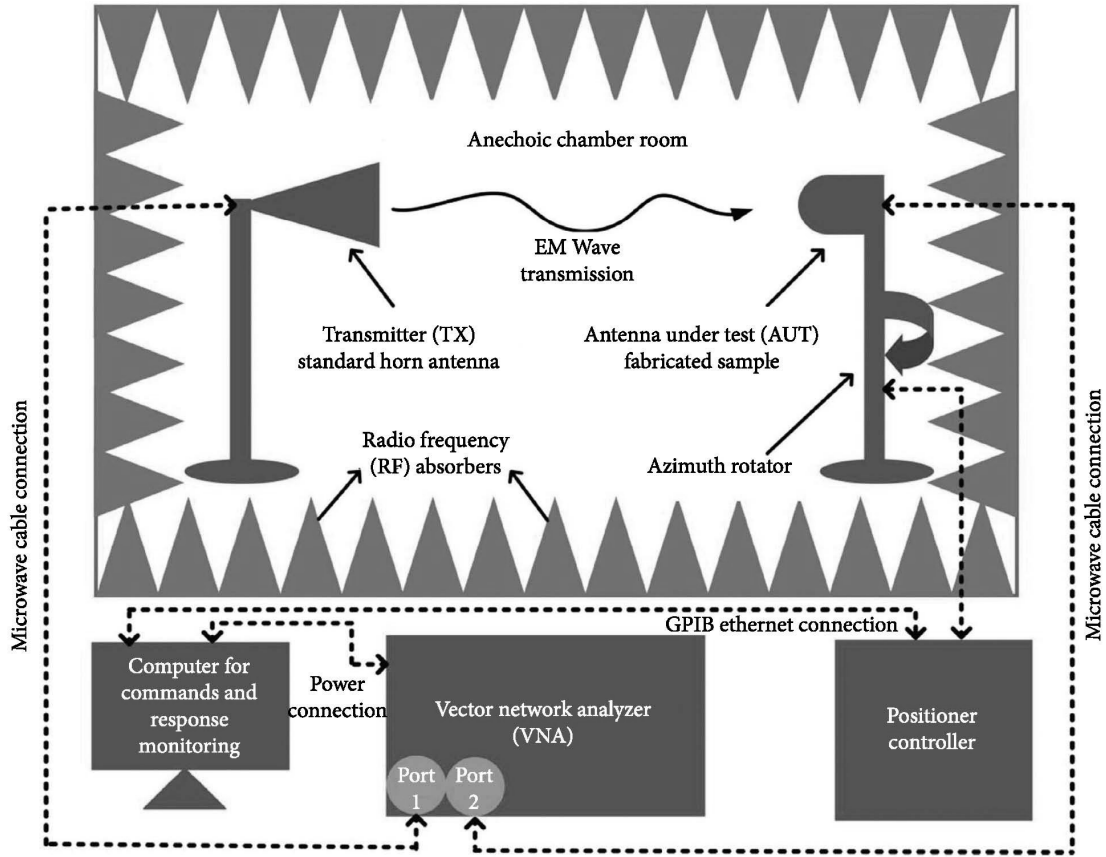 Anechoic chamber room
EM Wave
transmission
Transmitter (TX)
standard horn antenna
Antenna under test (AUT)
fabricated sample
Radio frequency
(RF) absorbers
Azimuth rotator
Microwave cable connection
Microwave cable connection
GPIB ethernet connection
Computer for
commands and
response
monitoring
Power
connection
Vector network analyzer
(VNA)
Port
1
Port
2
Positioner
controller